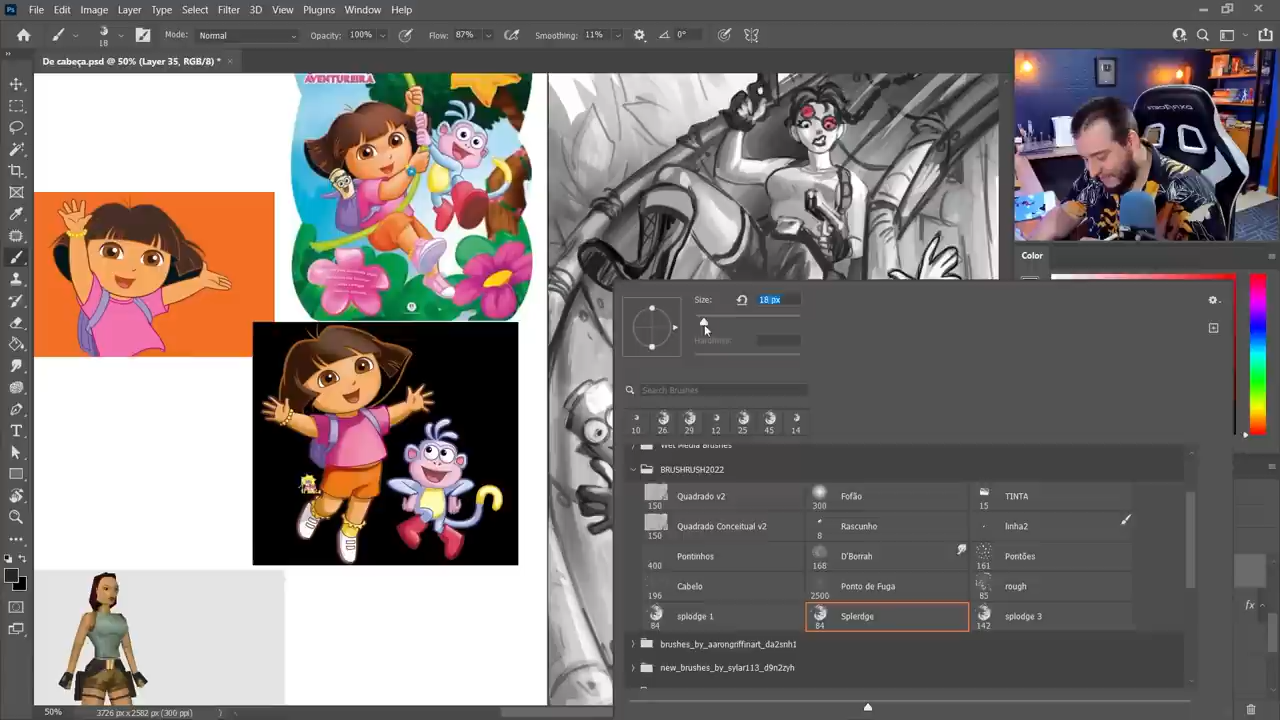 Ps File Edit Image Layer Type Select Filter 3D View Plugins Window Help
18 Mode: Normal Opacity: 100% Flow: 87% Smoothing: 11% 0°
De cabeça.psd @ 50% (Layer 35, RGB/8) *
AVENTUREIRA
Color
Size: 18 px
Hardness:
Search Brushes
10 26 29 12 25 45 14
Wet Media Brushes
BRUSHRUSH2022
Quadrado v2 150
Fofão 300
TINTA 15
Quadrado Conceitual v2 150
Rascunho 8
linha2
Pontinhos 400
D'Borrah 168
Pontões 161
Cabelo 196
Ponto de Fuga 2500
rough 85
splodge 1 84
Splerdge 84
splodge 3 142
brushes_by_aarongriffinart_da2snh1
new_brushes_by_sylar113_d9n2zyh
fx
50% 3726 px x 2582 px (300 ppi)